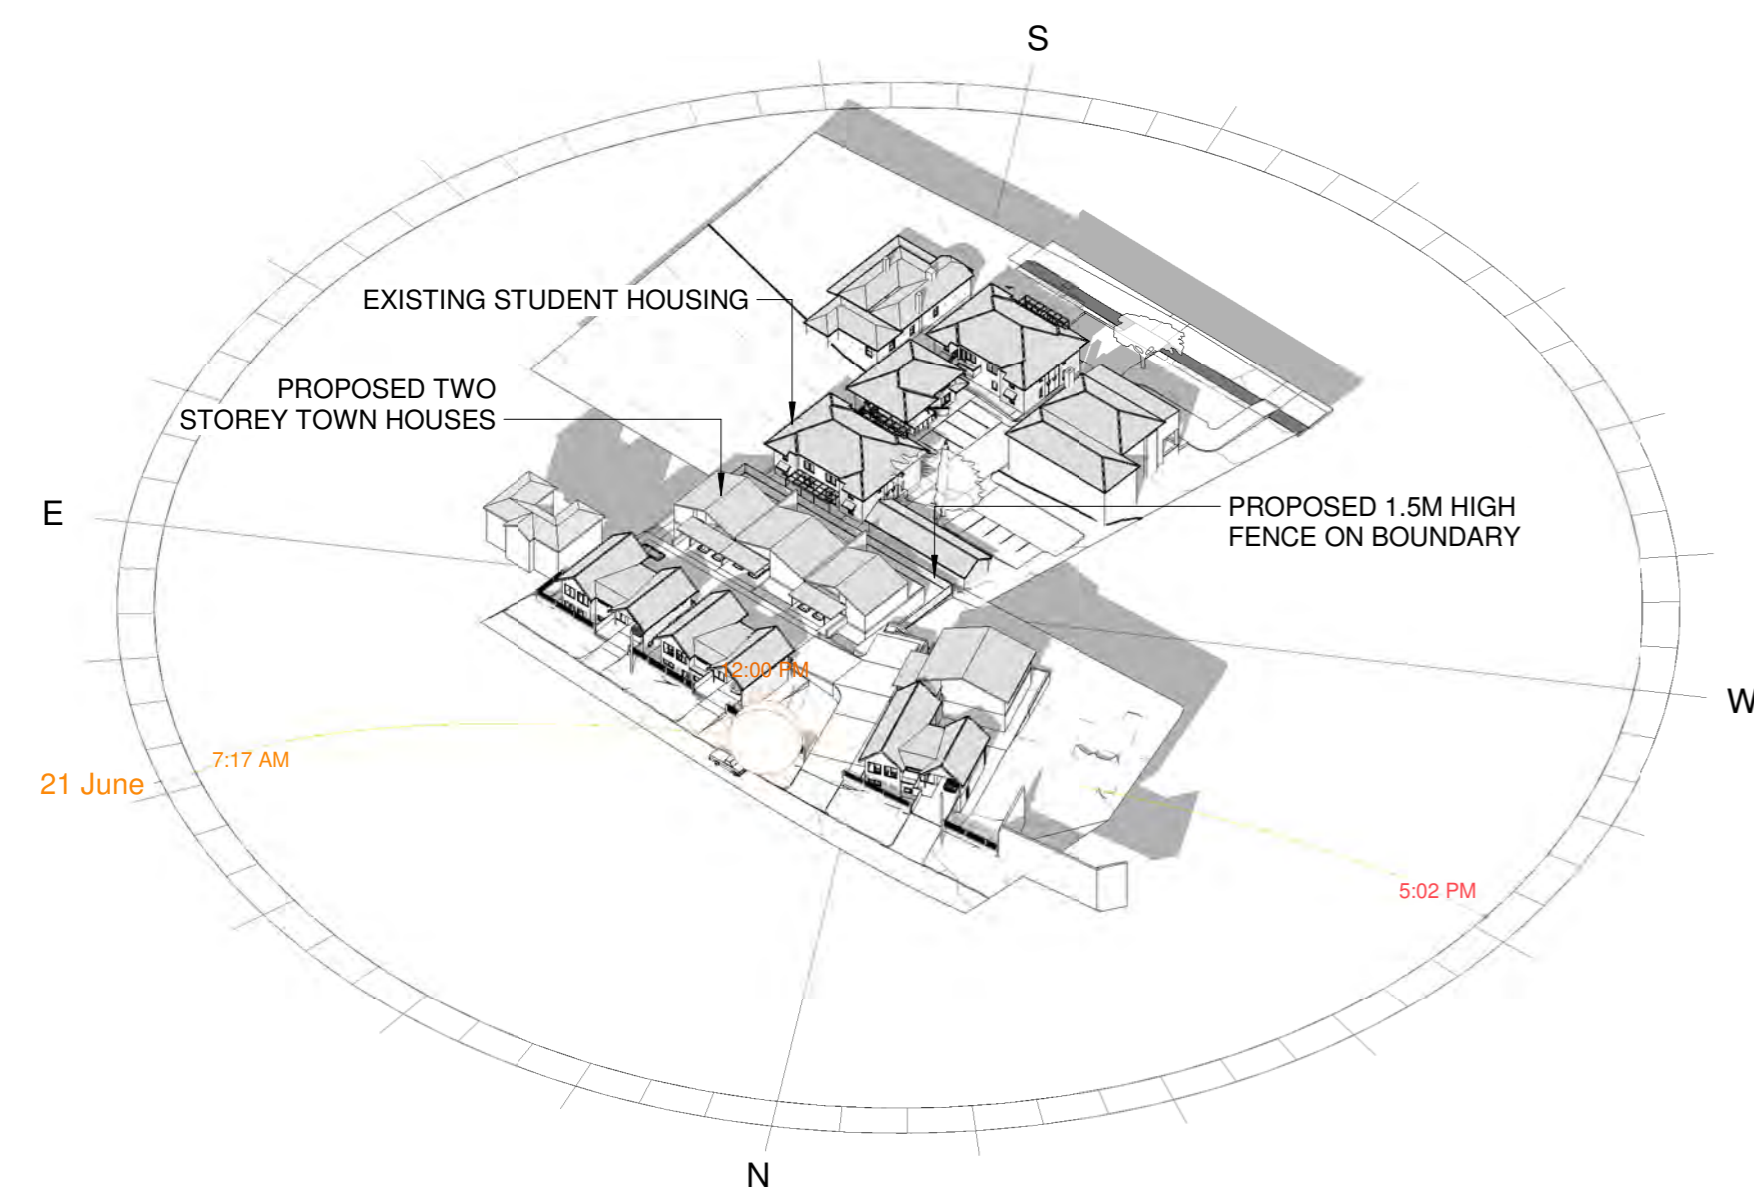 S
EXISTING STUDENT HOUSING
PROPOSED TWO
STOREY TOWN HOUSES
E
PROPOSED 1.5M HIGH
FENCE ON BOUNDARY
12:00 PM
W
7:17 AM
21 June
5:02 PM
N